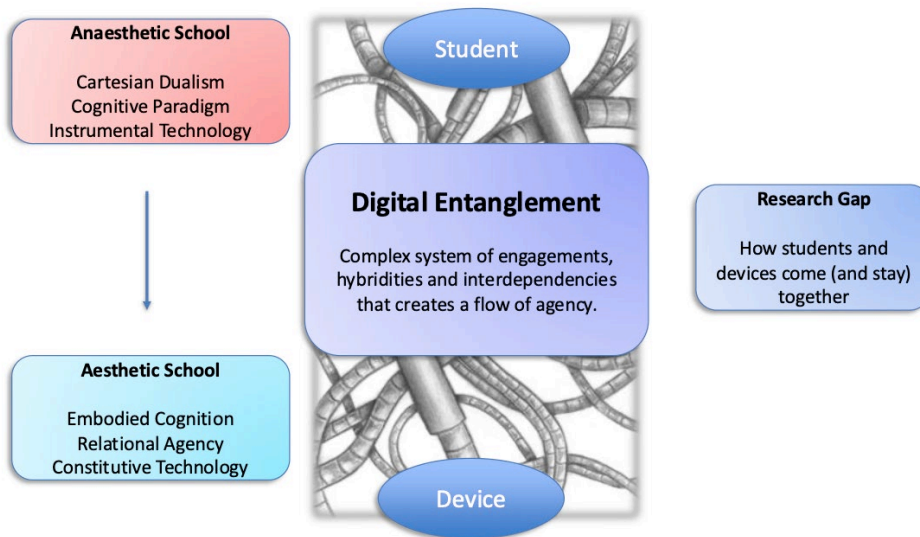 Anaesthetic School
Cartesian Dualism
Cognitive Paradigm
Instrumental Technology
Aesthetic School
Embodied Cognition
Relational Agency
Constitutive Technology
Student
Digital Entanglement
Complex system of engagements,
hybridities and interdependencies
that creates a flow of agency.
Device
Research Gap
How students and
devices come (and stay)
together